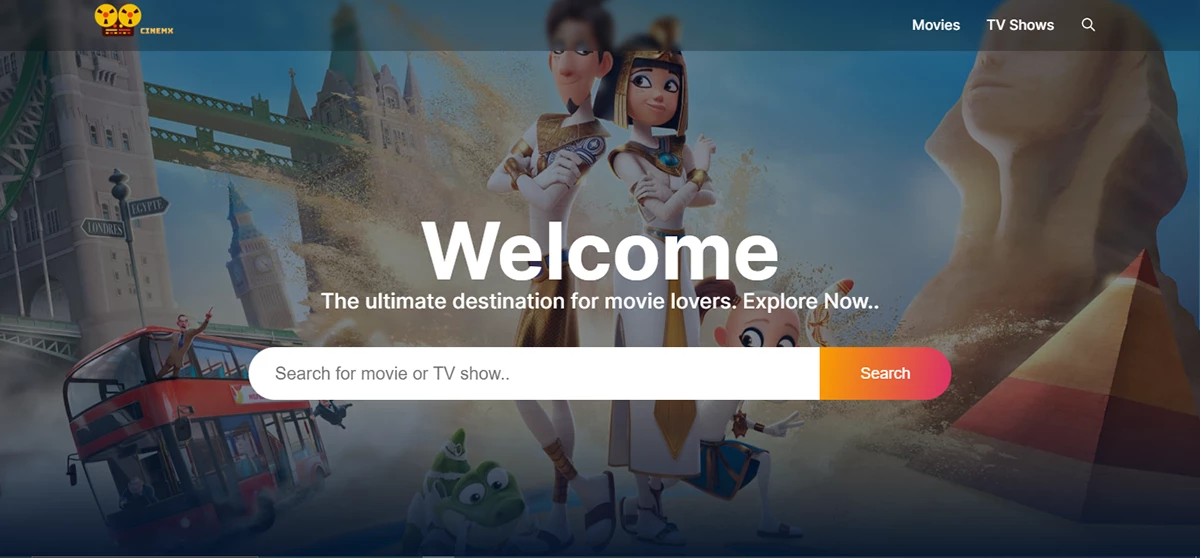 CINEMX
Movies
TV Shows
EGYPTE
LONDRES
Welcome
The ultimate destination for movie lovers. Explore Now..
Search for movie or TV show..
Search